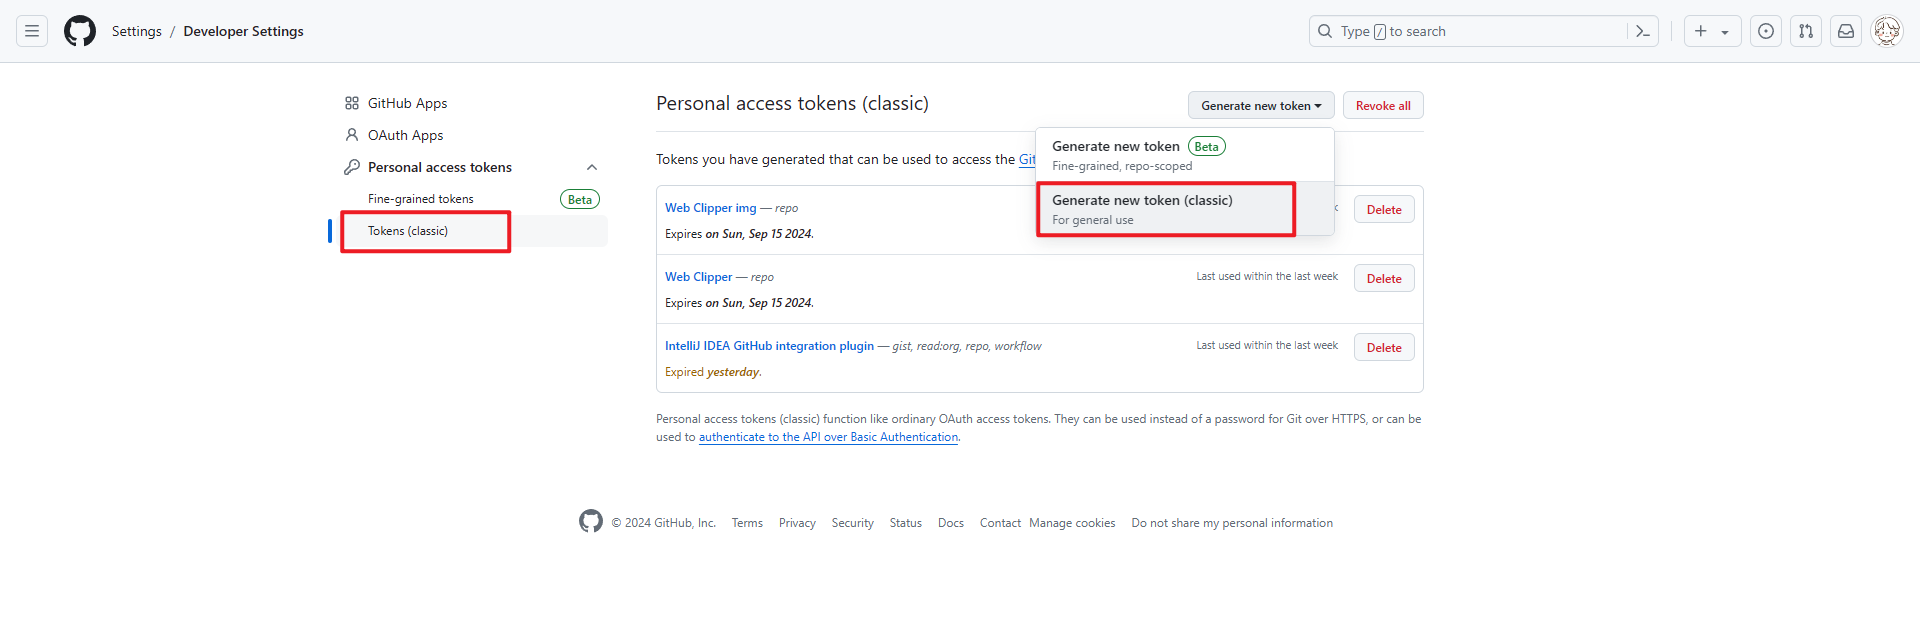 Settings / Developer Settings
Type / to search
GitHub Apps
OAuth Apps
Personal access tokens
Fine-grained tokens Beta
Tokens (classic)
Personal access tokens (classic)
Generate new token
Revoke all
Generate new token Beta
Fine-grained, repo-scoped
Generate new token (classic)
For general use
Tokens you have generated that can be used to access the Git
Web Clipper img — repo
Delete
Expires on Sun, Sep 15 2024.
Web Clipper — repo
Last used within the last week
Delete
Expires on Sun, Sep 15 2024.
IntelliJ IDEA GitHub integration plugin — gist, read:org, repo, workflow
Last used within the last week
Delete
Expired yesterday.
Personal access tokens (classic) function like ordinary OAuth access tokens. They can be used instead of a password for Git over HTTPS, or can be
used to authenticate to the API over Basic Authentication.
© 2024 GitHub, Inc. Terms Privacy Security Status Docs Contact Manage cookies Do not share my personal information